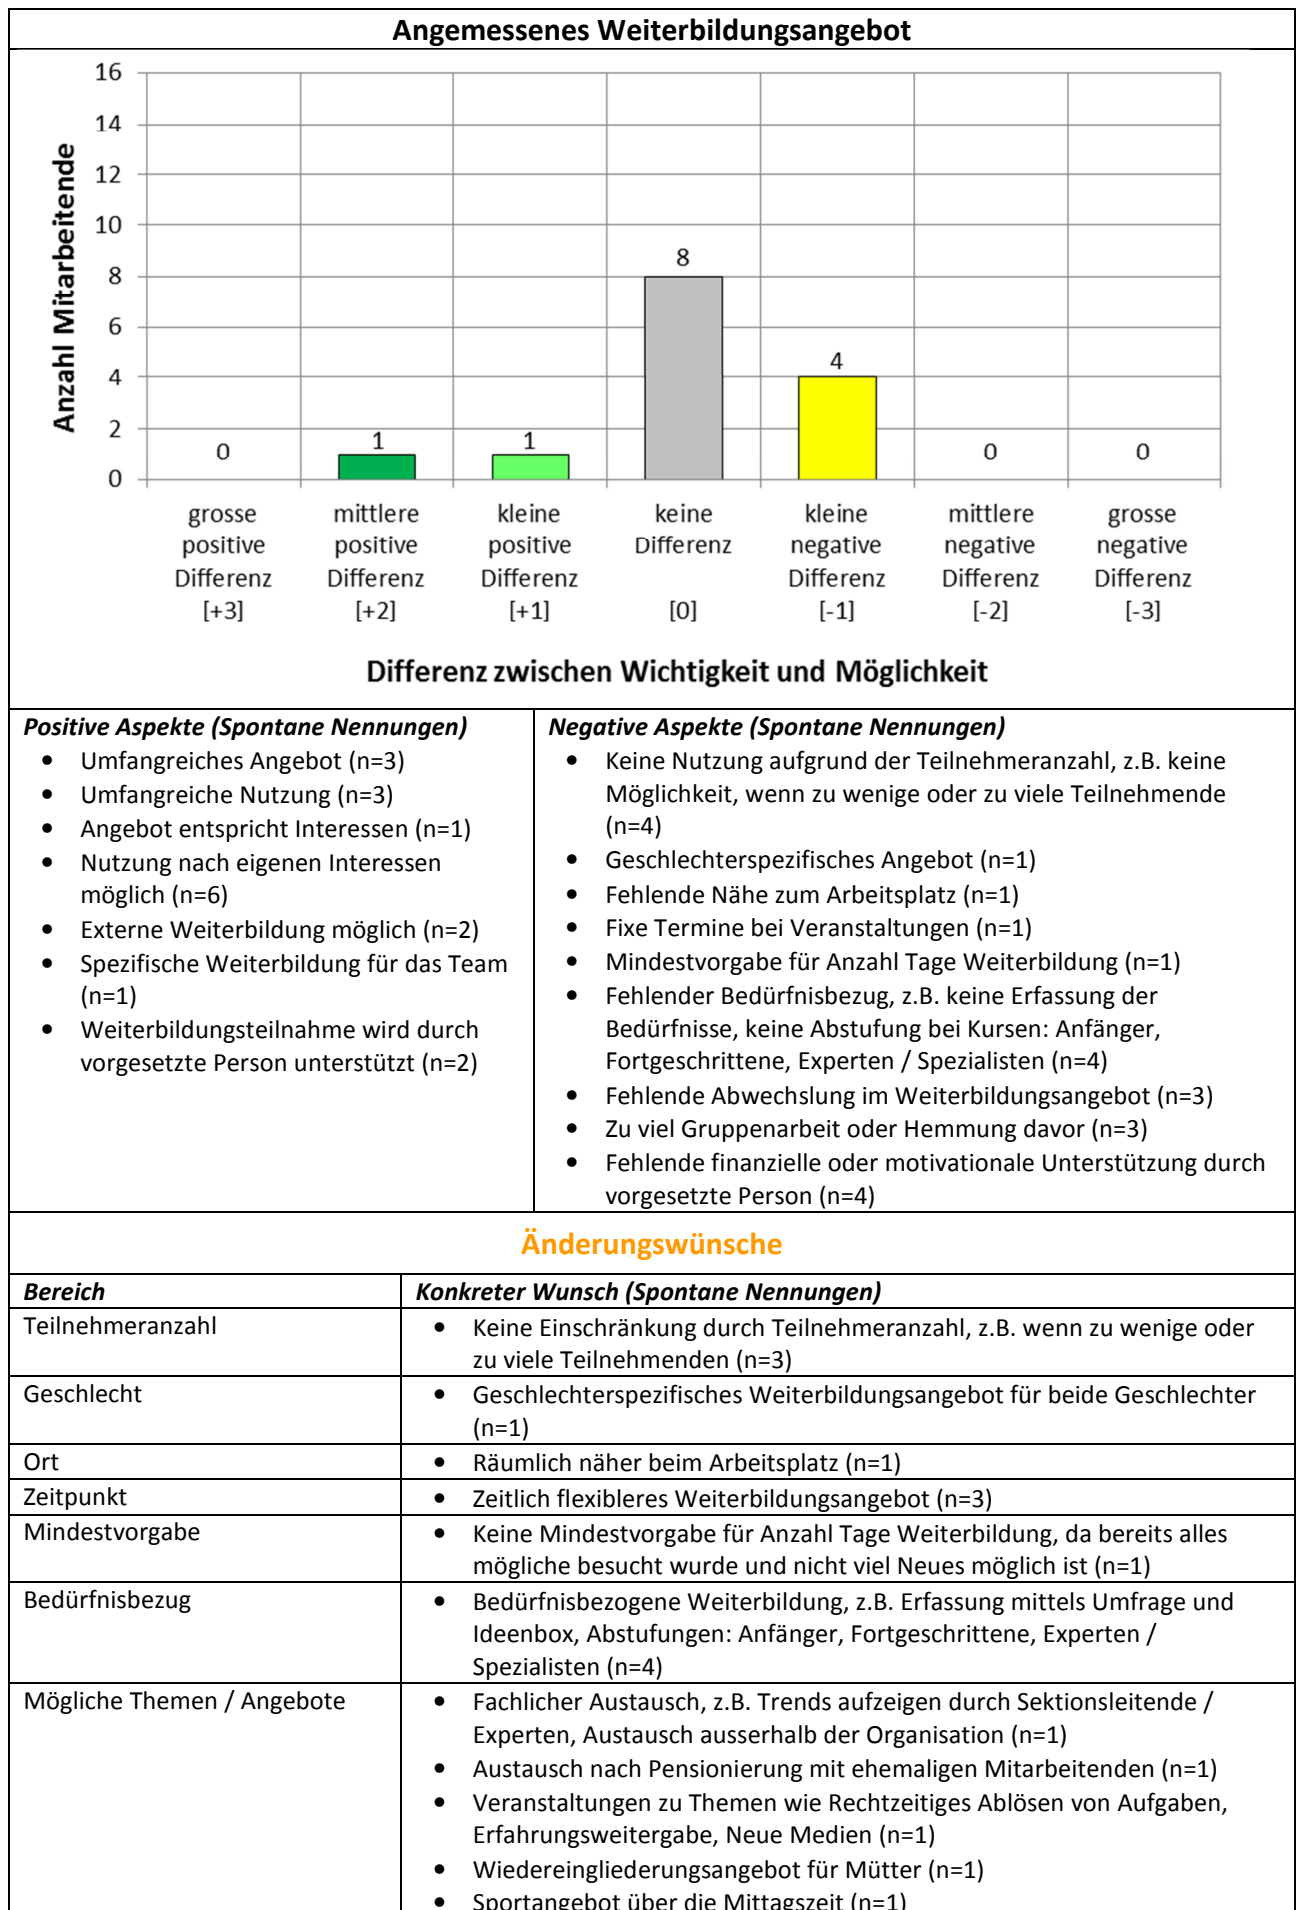 Angemessenes Weiterbildungsangebot
16
14
12
10
8
6
4
2
0
Anzahl Mitarbeitende
0
1
1
8
4
0
0
grosse positive Differenz [+3]
mittlere positive Differenz [+2]
kleine positive Differenz [+1]
keine Differenz [0]
kleine negative Differenz [-1]
mittlere negative Differenz [-2]
grosse negative Differenz [-3]
Differenz zwischen Wichtigkeit und Möglichkeit
Positive Aspekte (Spontane Nennungen)
• Umfangreiches Angebot (n=3)
• Umfangreiche Nutzung (n=3)
• Angebot entspricht Interessen (n=1)
• Nutzung nach eigenen Interessen
möglich (n=6)
• Externe Weiterbildung möglich (n=2)
• Spezifische Weiterbildung für das Team
(n=1)
• Weiterbildungsteilnahme wird durch
vorgesetzte Person unterstützt (n=2)
Negative Aspekte (Spontane Nennungen)
• Keine Nutzung aufgrund der Teilnehmeranzahl, z.B. keine
Möglichkeit, wenn zu wenige oder zu viele Teilnehmende
(n=4)
• Geschlechterspezifisches Angebot (n=1)
• Fehlende Nähe zum Arbeitsplatz (n=1)
• Fixe Termine bei Veranstaltungen (n=1)
• Mindestvorgabe für Anzahl Tage Weiterbildung (n=1)
• Fehlender Bedürfnisbezug, z.B. keine Erfassung der
Bedürfnisse, keine Abstufung bei Kursen: Anfänger,
Fortgeschrittene, Experten / Spezialisten (n=4)
• Fehlende Abwechslung im Weiterbildungsangebot (n=3)
• Zu viel Gruppenarbeit oder Hemmung davor (n=3)
• Fehlende finanzielle oder motivationale Unterstützung durch
vorgesetzte Person (n=4)
Änderungswünsche
Bereich
Konkreter Wunsch (Spontane Nennungen)
Teilnehmeranzahl
• Keine Einschränkung durch Teilnehmeranzahl, z.B. wenn zu wenige oder
zu viele Teilnehmenden (n=3)
Geschlecht
• Geschlechterspezifisches Weiterbildungsangebot für beide Geschlechter
(n=1)
Ort
• Räumlich näher beim Arbeitsplatz (n=1)
Zeitpunkt
• Zeitlich flexibleres Weiterbildungsangebot (n=3)
Mindestvorgabe
• Keine Mindestvorgabe für Anzahl Tage Weiterbildung, da bereits alles
mögliche besucht wurde und nicht viel Neues möglich ist (n=1)
Bedürfnisbezug
• Bedürfnisbezogene Weiterbildung, z.B. Erfassung mittels Umfrage und
Ideenbox, Abstufungen: Anfänger, Fortgeschrittene, Experten /
Spezialisten (n=4)
Mögliche Themen / Angebote
• Fachlicher Austausch, z.B. Trends aufzeigen durch Sektionsleitende /
Experten, Austausch ausserhalb der Organisation (n=1)
• Austausch nach Pensionierung mit ehemaligen Mitarbeitenden (n=1)
• Veranstaltungen zu Themen wie Rechtzeitiges Ablösen von Aufgaben,
Erfahrungsweitergabe, Neue Medien (n=1)
• Wiedereingliederungsangebot für Mütter (n=1)
• Sportangebot über die Mittagszeit (n=1)